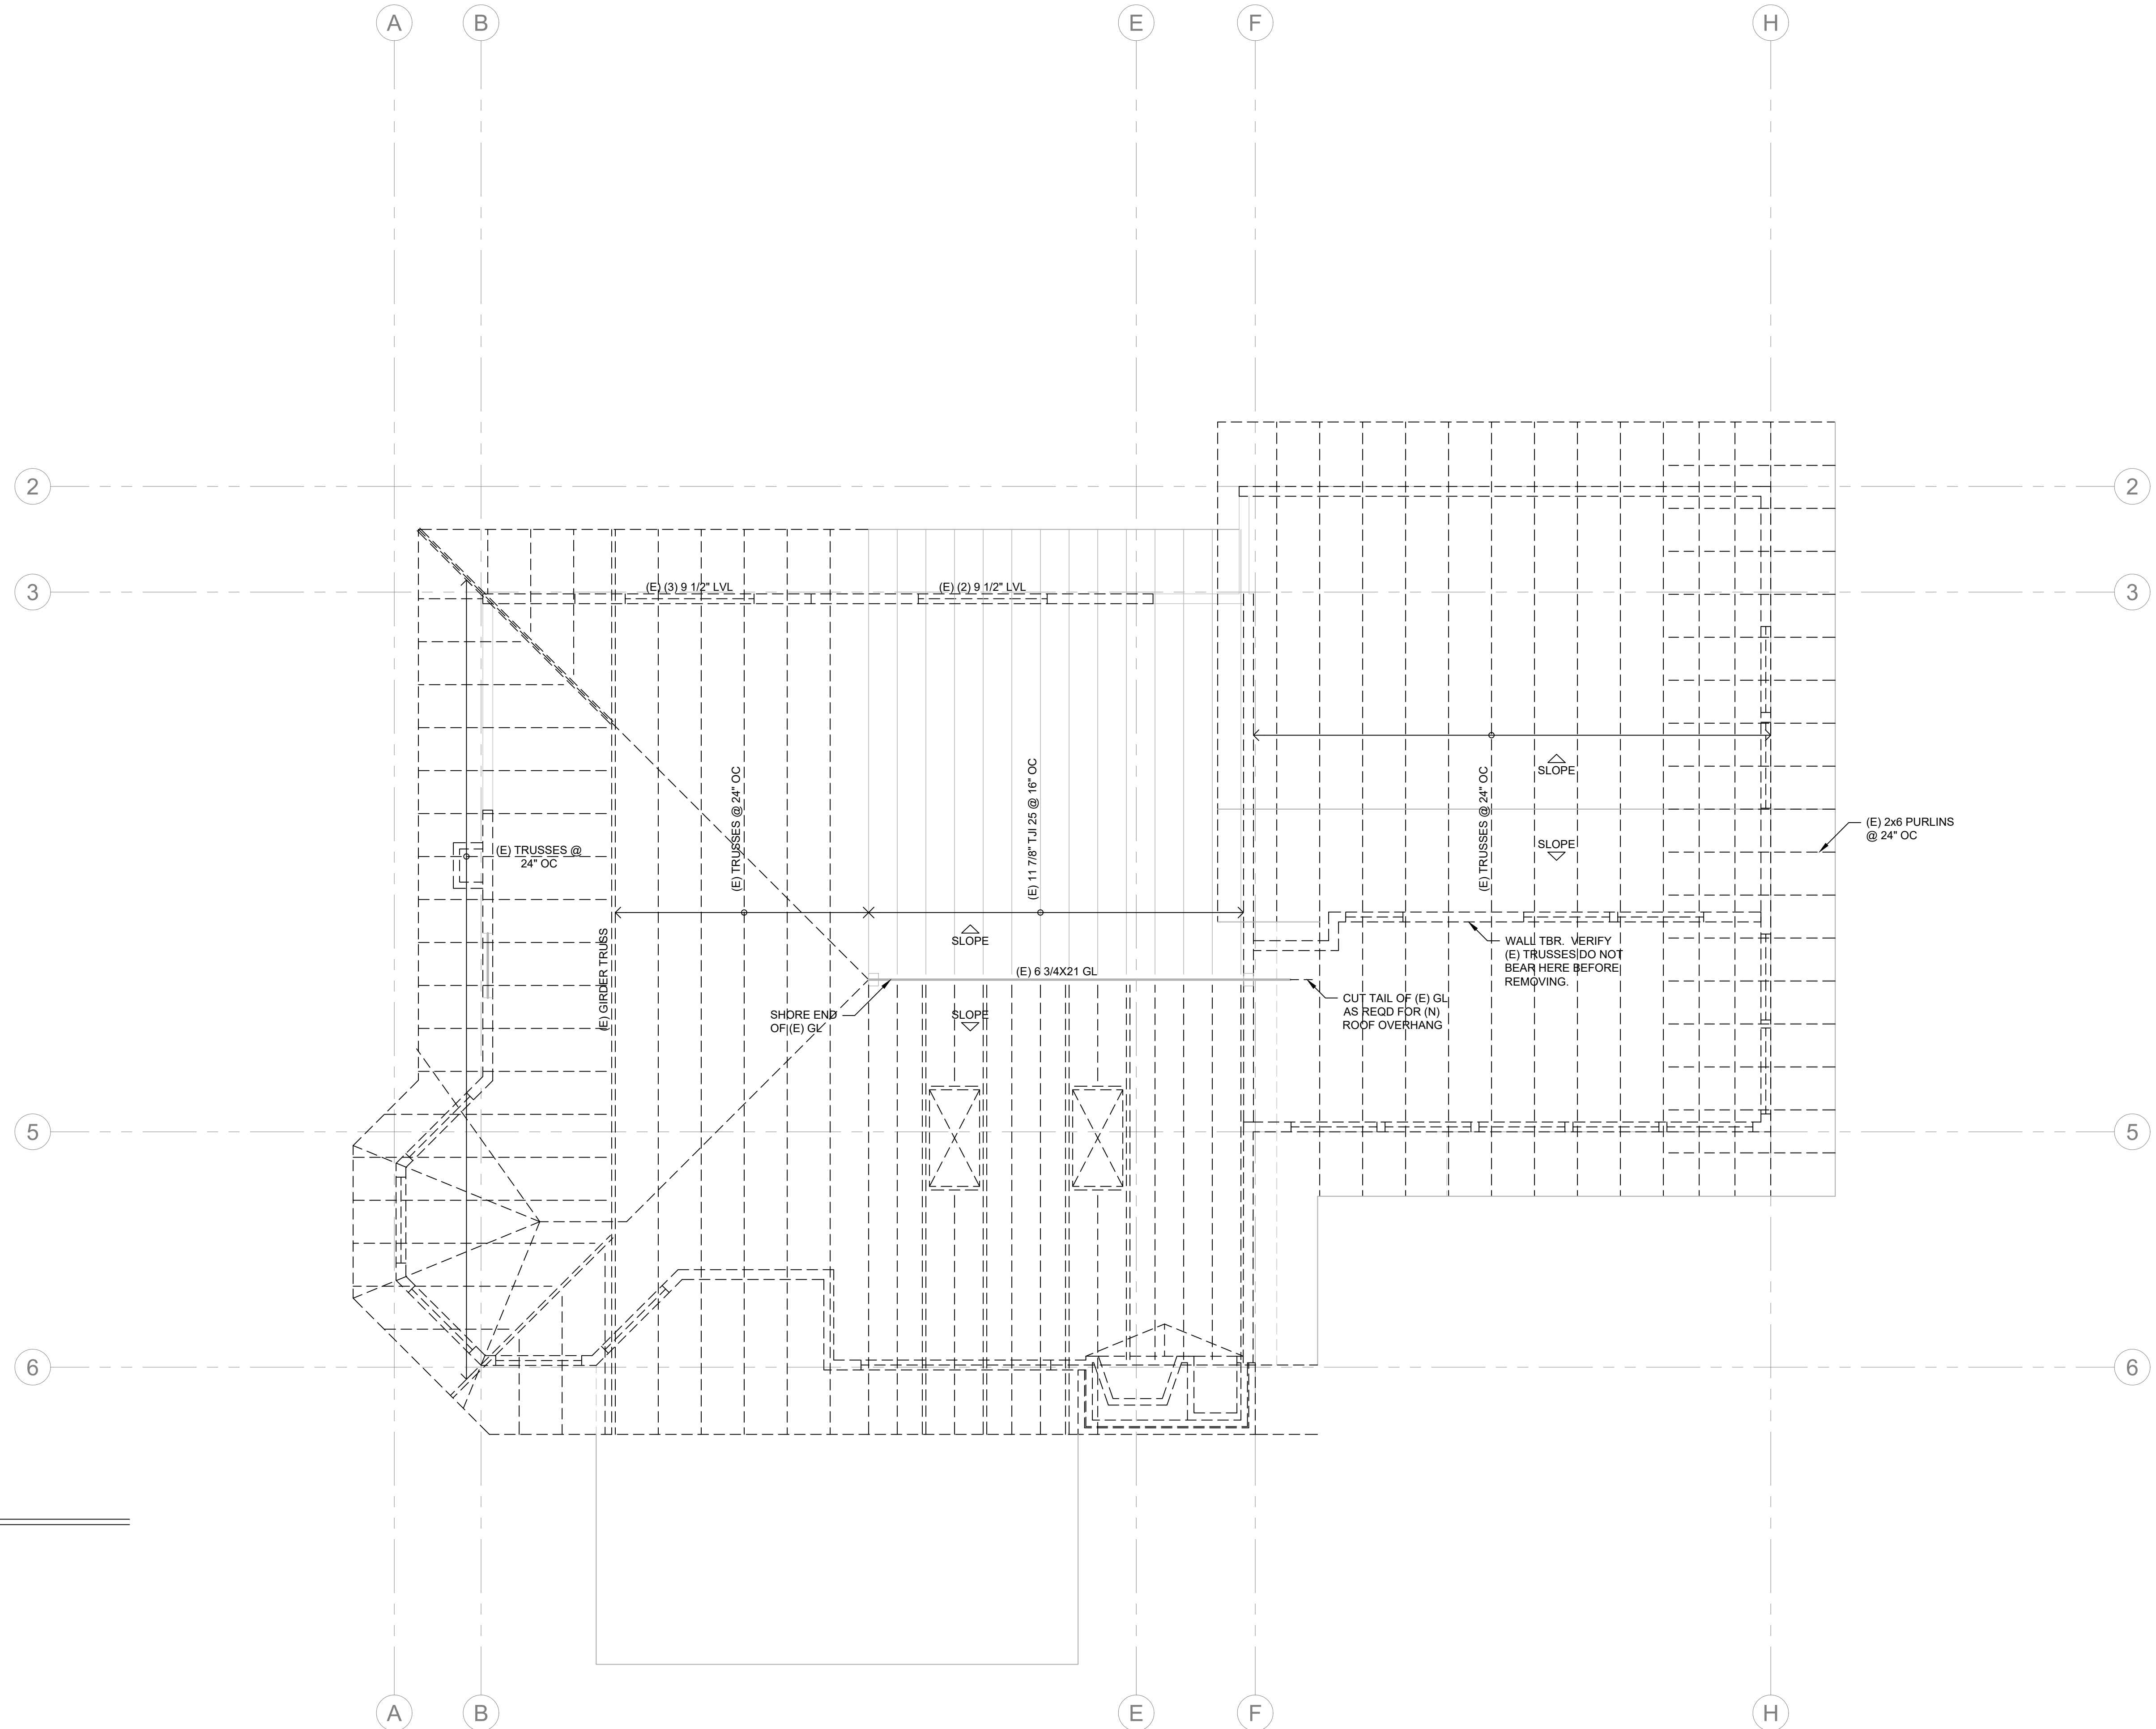 A
B
E
F
H
2
2
3
3
(E) (3) 9 1/2" LVL
(E) (2) 9 1/2" LVL
(E) TRUSSES @ 24" OC
(E) 11 7/8" TJI 25 @ 16" OC
(E) TRUSSES @ 24" OC
SLOPE
SLOPE
(E) 2x6 PURLINS
@ 24" OC
(E) TRUSSES @
24" OC
(E) GIRDER TRUSS
SLOPE
(E) 6 3/4X21 GL
SLOPE
SHORE END
OF (E) GL
WALL TBR. VERIFY
(E) TRUSSES DO NOT
BEAR HERE BEFORE
REMOVING.
CUT TAIL OF (E) GL
AS REQD FOR (N)
ROOF OVERHANG
5
5
6
6
A
B
E
F
H